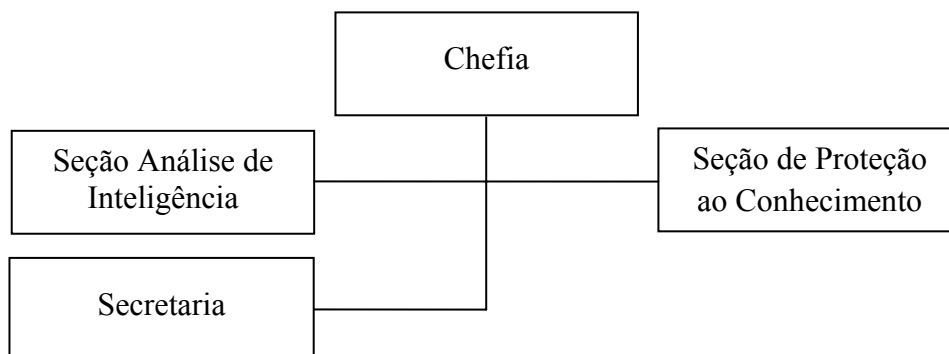 Chefia
Seção Análise de
Inteligência
Seção de Proteção
ao Conhecimento
Secretaria